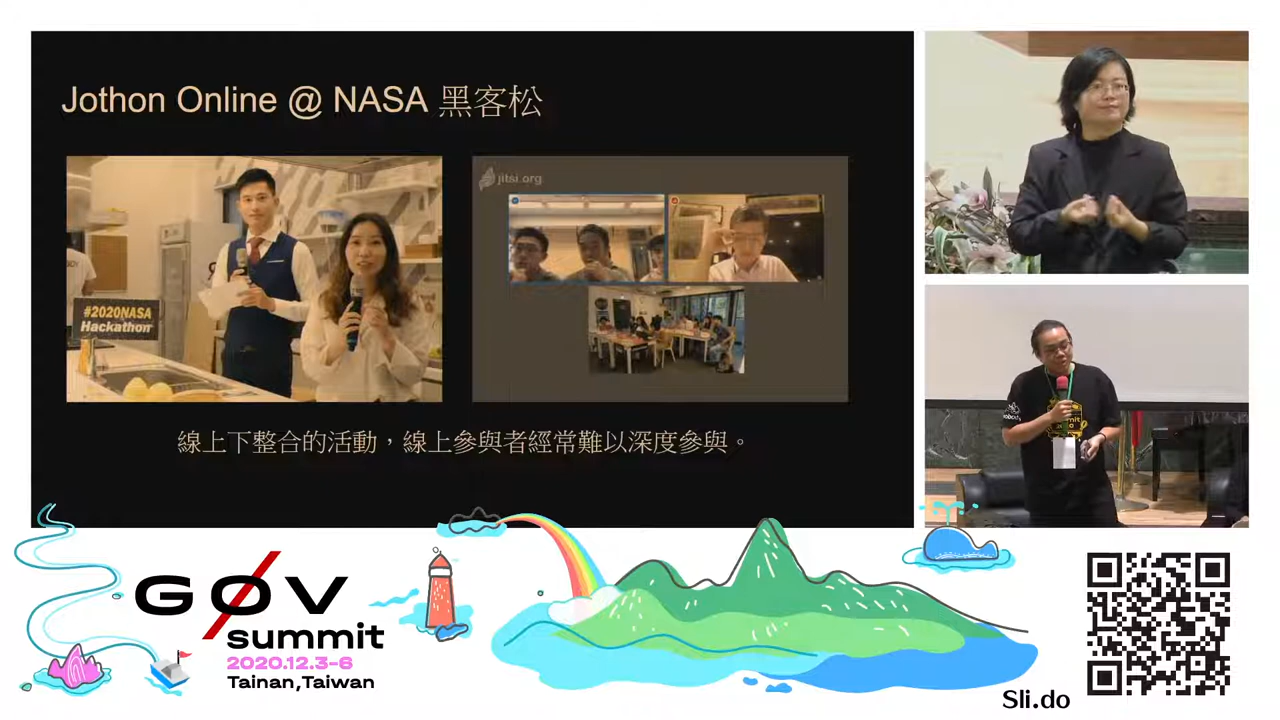 Jothon Online @ NASA 黑客松
#2020NASA
Hackathon
jitsi.org
線上下整合的活動，線上參與者經常難以深度參與。
GØV
summit
2020.12.3-6
Tainan,Taiwan
Sli.do